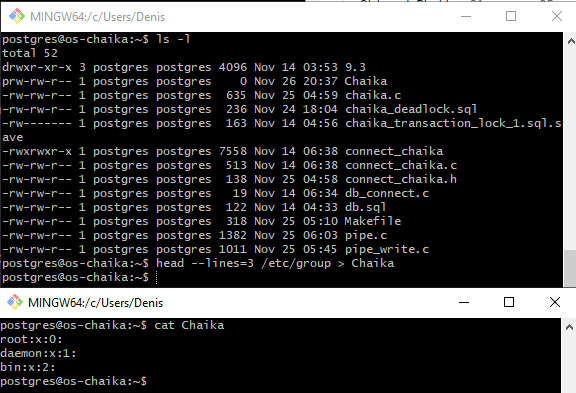 MINGW64:/c/Users/Denis
postgres@os-chaika:~$ ls -l
total 52
drwxr-xr-x 3 postgres postgres 4096 Nov 14 03:53 9.3
prw-rw-r-- 1 postgres postgres    0 Nov 26 20:37 Chaika
-rw-rw-r-- 1 postgres postgres  635 Nov 25 04:59 chaika.c
-rw-rw-r-- 1 postgres postgres  236 Nov 24 18:04 chaika_deadlock.sql
-rw------- 1 postgres postgres  163 Nov 14 04:56 chaika_transaction_lock_1.sql.s
ave
-rwxrwxr-x 1 postgres postgres 7558 Nov 14 06:38 connect_chaika
-rw-rw-r-- 1 postgres postgres  513 Nov 14 06:38 connect_chaika.c
-rw-rw-r-- 1 postgres postgres  138 Nov 25 04:58 connect_chaika.h
-rw-rw-r-- 1 postgres postgres   19 Nov 14 06:34 db_connect.c
-rw-rw-r-- 1 postgres postgres  122 Nov 14 04:33 db.sql
-rw-rw-r-- 1 postgres postgres  318 Nov 25 05:10 Makefile
-rw-rw-r-- 1 postgres postgres 1382 Nov 25 06:03 pipe.c
-rw-rw-r-- 1 postgres postgres 1011 Nov 25 05:45 pipe_write.c
postgres@os-chaika:~$ head --lines=3 /etc/group > Chaika
postgres@os-chaika:~$
MINGW64:/c/Users/Denis
postgres@os-chaika:~$ cat Chaika
root:x:0:
daemon:x:1:
bin:x:2:
postgres@os-chaika:~$